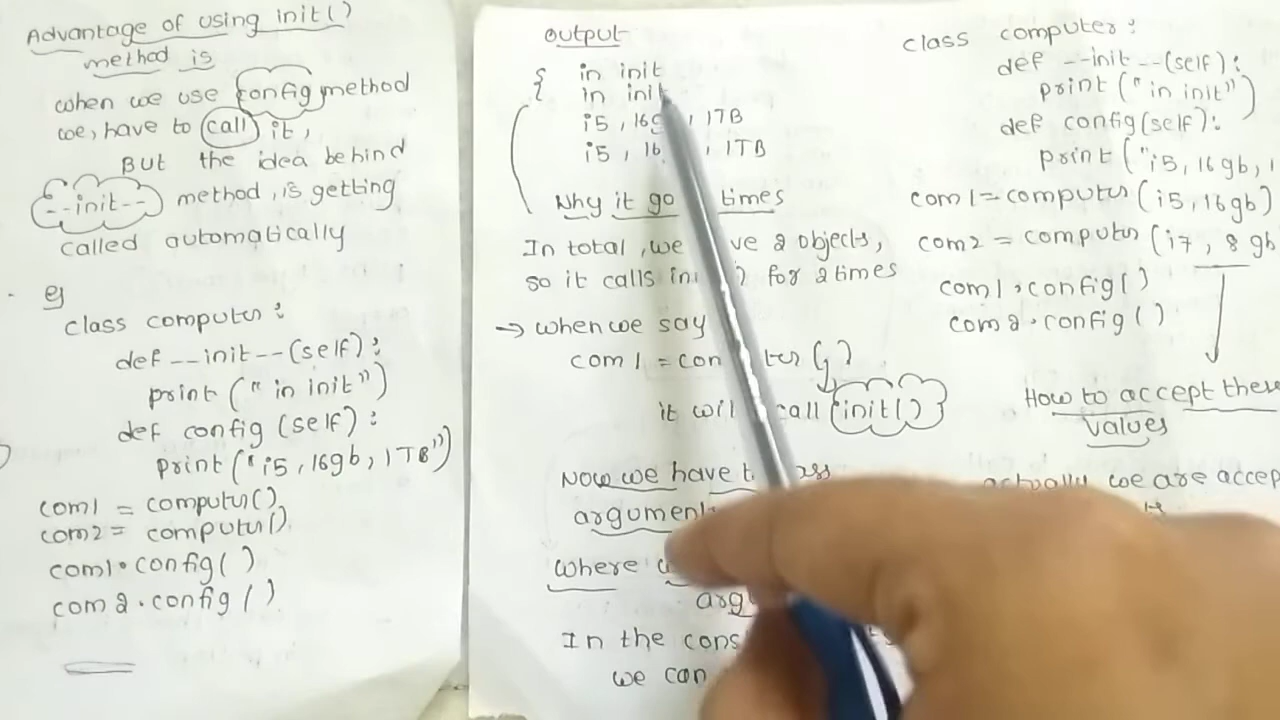 Advantage of using init()
method is
when we use config method
we, have to call it,
But the idea behind
--init-- method, is getting
called automatically
eg
class computer:
def --init--(self):
print ("in init")
def config (self):
print ("i5, 16gb, 1TB")
com1 = computer()
com2 = computer()
com1.config()
com2.config()
output
in init
in init
i5, 16g , 1TB
i5, 16 , 1TB
Why it go times
In total, we ve 2 objects,
so it calls in for 2 times
→ when we say
com1 = ter()
it will call init()
Now we have
argument
where
In the cons
we can
class computer:
def --init--(self):
print ("in init")
def config(self):
print ("i5, 16gb, 1
com1=computer (i5,16gb)
com2 = computer (i7, 8 gb
com1.config()
com2.config()
How to accept these
values
actually we are accep